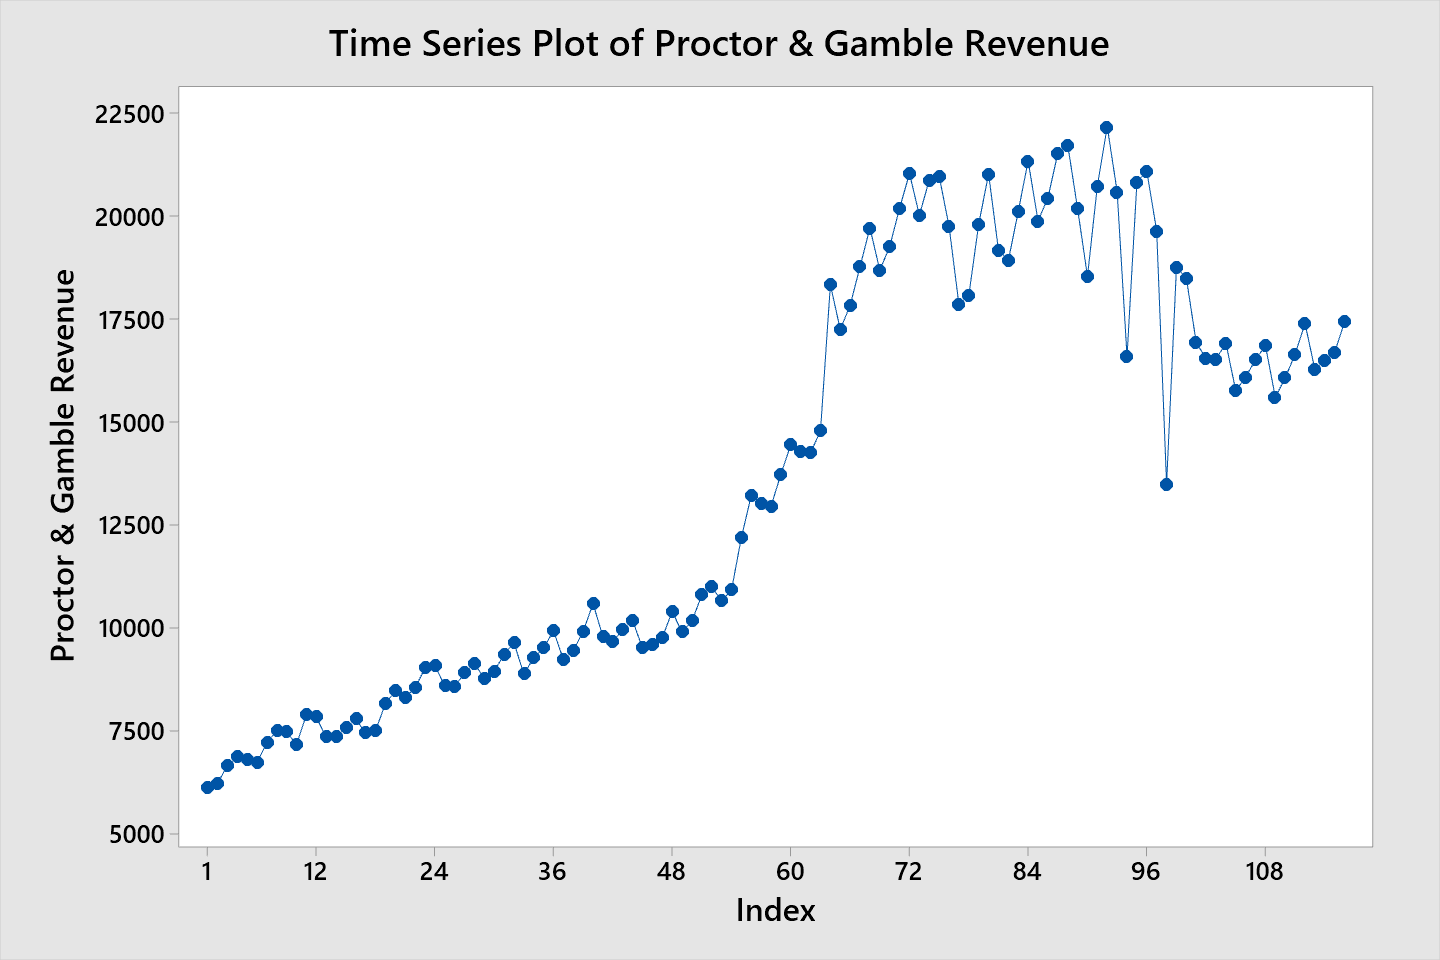 Time Series Plot of Proctor & Gamble Revenue
Proctor & Gamble Revenue
22500
20000
17500
15000
12500
10000
7500
5000
1 12 24 36 48 60 72 84 96 108
Index